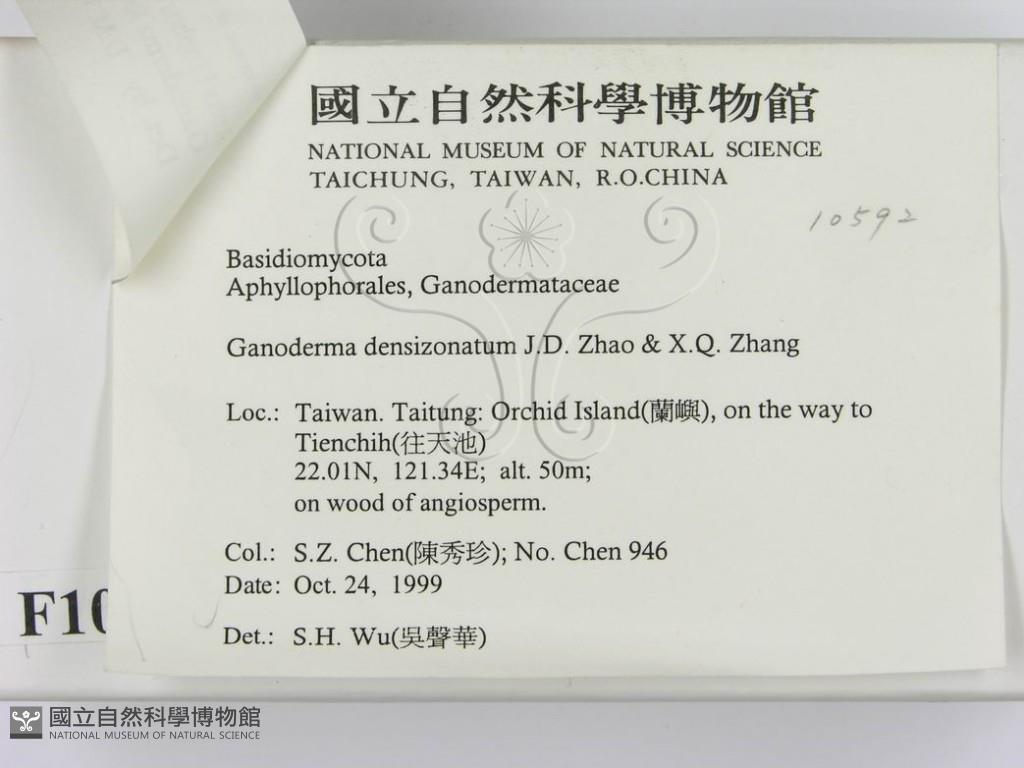 國立自然科學博物館
NATIONAL MUSEUM OF NATURAL SCIENCE
TAICHUNG, TAIWAN, R.O.CHINA
10592
Basidiomycota
Aphyllophorales, Ganodermataceae
Ganoderma densizonatum J.D. Zhao & X.Q. Zhang
Loc.: Taiwan. Taitung: Orchid Island(蘭嶼), on the way to
Tienchih(往天池)
22.01N, 121.34E; alt. 50m;
on wood of angiosperm.
Col.: S.Z. Chen(陳秀珍); No. Chen 946
Date: Oct. 24, 1999
Det.: S.H. Wu(吳聲華)
F10
國立自然科學博物館
NATIONAL MUSEUM OF NATURAL SCIENCE